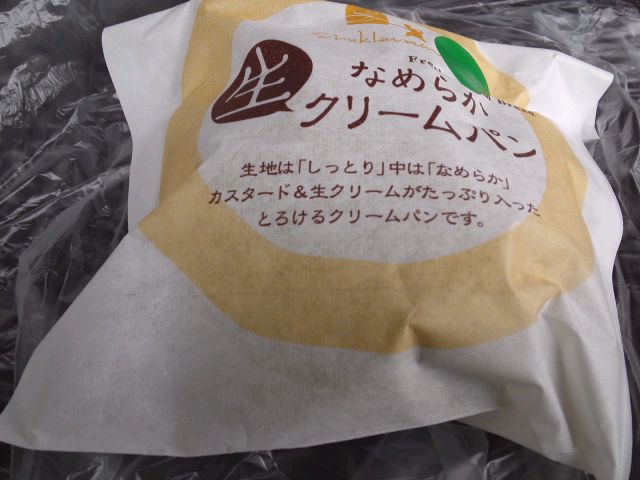 生
なめらか
クリームパン
生地は「しっとり」中は「なめらか」
カスタード&生クリームがたっぷり入った
とろけるクリームパンです。